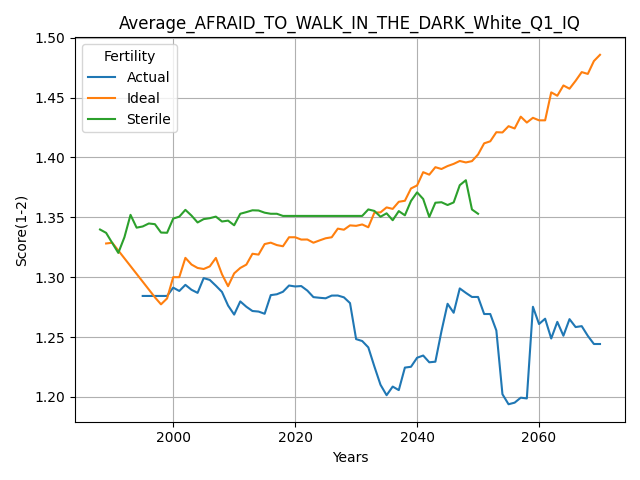 Average_AFRAID_TO_WALK_IN_THE_DARK_White_Q1_IQ
Fertility
Actual
Ideal
Sterile
Score(1-2)
1.50
1.45
1.40
1.35
1.30
1.25
1.20
2000
2020
2040
2060
Years